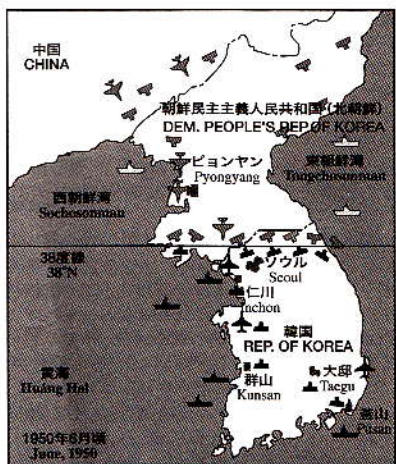 中国
CHINA
朝鮮民主主義人民共和国(北朝鮮)
DEM. PEOPLE'S REP. OF KOREA
ピョンヤン
Pyongyang
東朝鮮湾
Tongchosonman
西朝鮮湾
Sochosonman
38度線
38°N
ソウル
Seoul
仁川
Inchon
韓国
REP. OF KOREA
黄海
Huáng Hai
群山
Kunsan
大邸
Taegu
釜山
Pusan
1950年6月頃
June, 1950